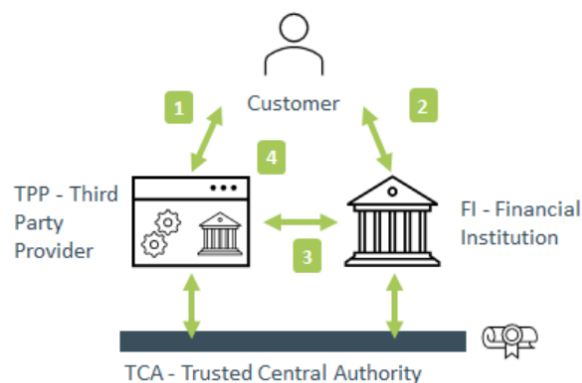 Customer
1
2
4
TPP - Third
Party
Provider
FI - Financial
Institution
3
TCA - Trusted Central Authority